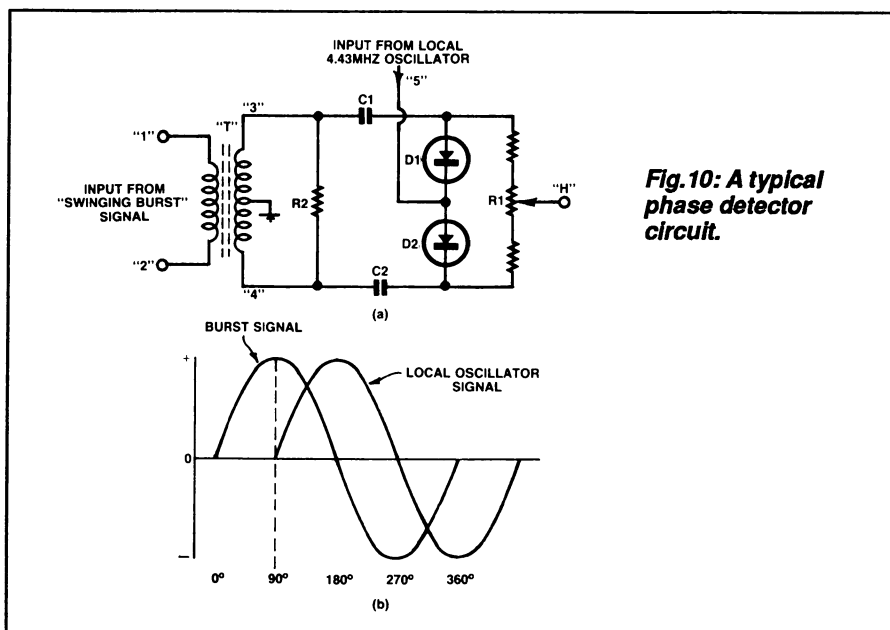 INPUT FROM LOCAL
4.43MHZ OSCILLATOR
"5"
"3"
C1
"T"
"1"
D1
"H"
INPUT FROM
"SWINGING BURST"
SIGNAL
R2
R1
D2
"2"
C2
"4"
(a)
Fig.10: A typical
phase detector
circuit.
BURST SIGNAL
+
LOCAL OSCILLATOR
SIGNAL
0
–
0° 90° 180° 270° 360°
(b)